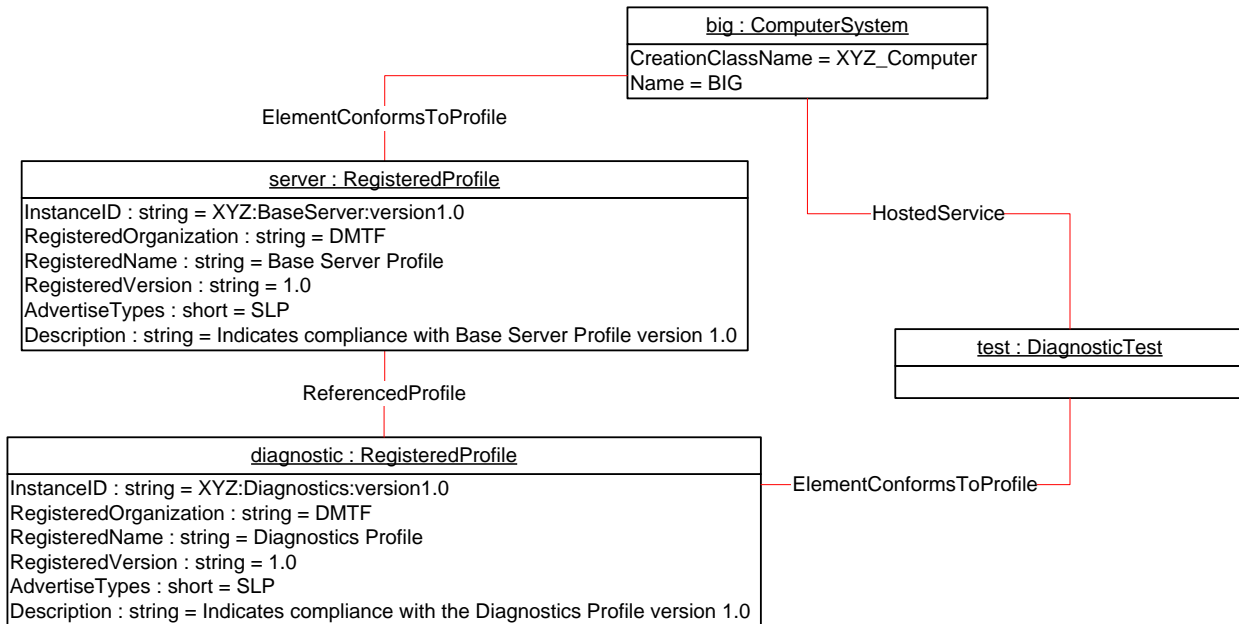 big : ComputerSystem
CreationClassName = XYZ_Computer
Name = BIG
ElementConformsToProfile
server : RegisteredProfile
InstanceID : string = XYZ:BaseServer:version1.0
RegisteredOrganization : string = DMTF
RegisteredName : string = Base Server Profile
RegisteredVersion : string = 1.0
AdvertiseTypes : short = SLP
Description : string = Indicates compliance with Base Server Profile version 1.0
HostedService
test : DiagnosticTest
ReferencedProfile
diagnostic : RegisteredProfile
InstanceID : string = XYZ:Diagnostics:version1.0
RegisteredOrganization : string = DMTF
RegisteredName : string = Diagnostics Profile
RegisteredVersion : string = 1.0
AdvertiseTypes : short = SLP
Description : string = Indicates compliance with the Diagnostics Profile version 1.0
ElementConformsToProfile